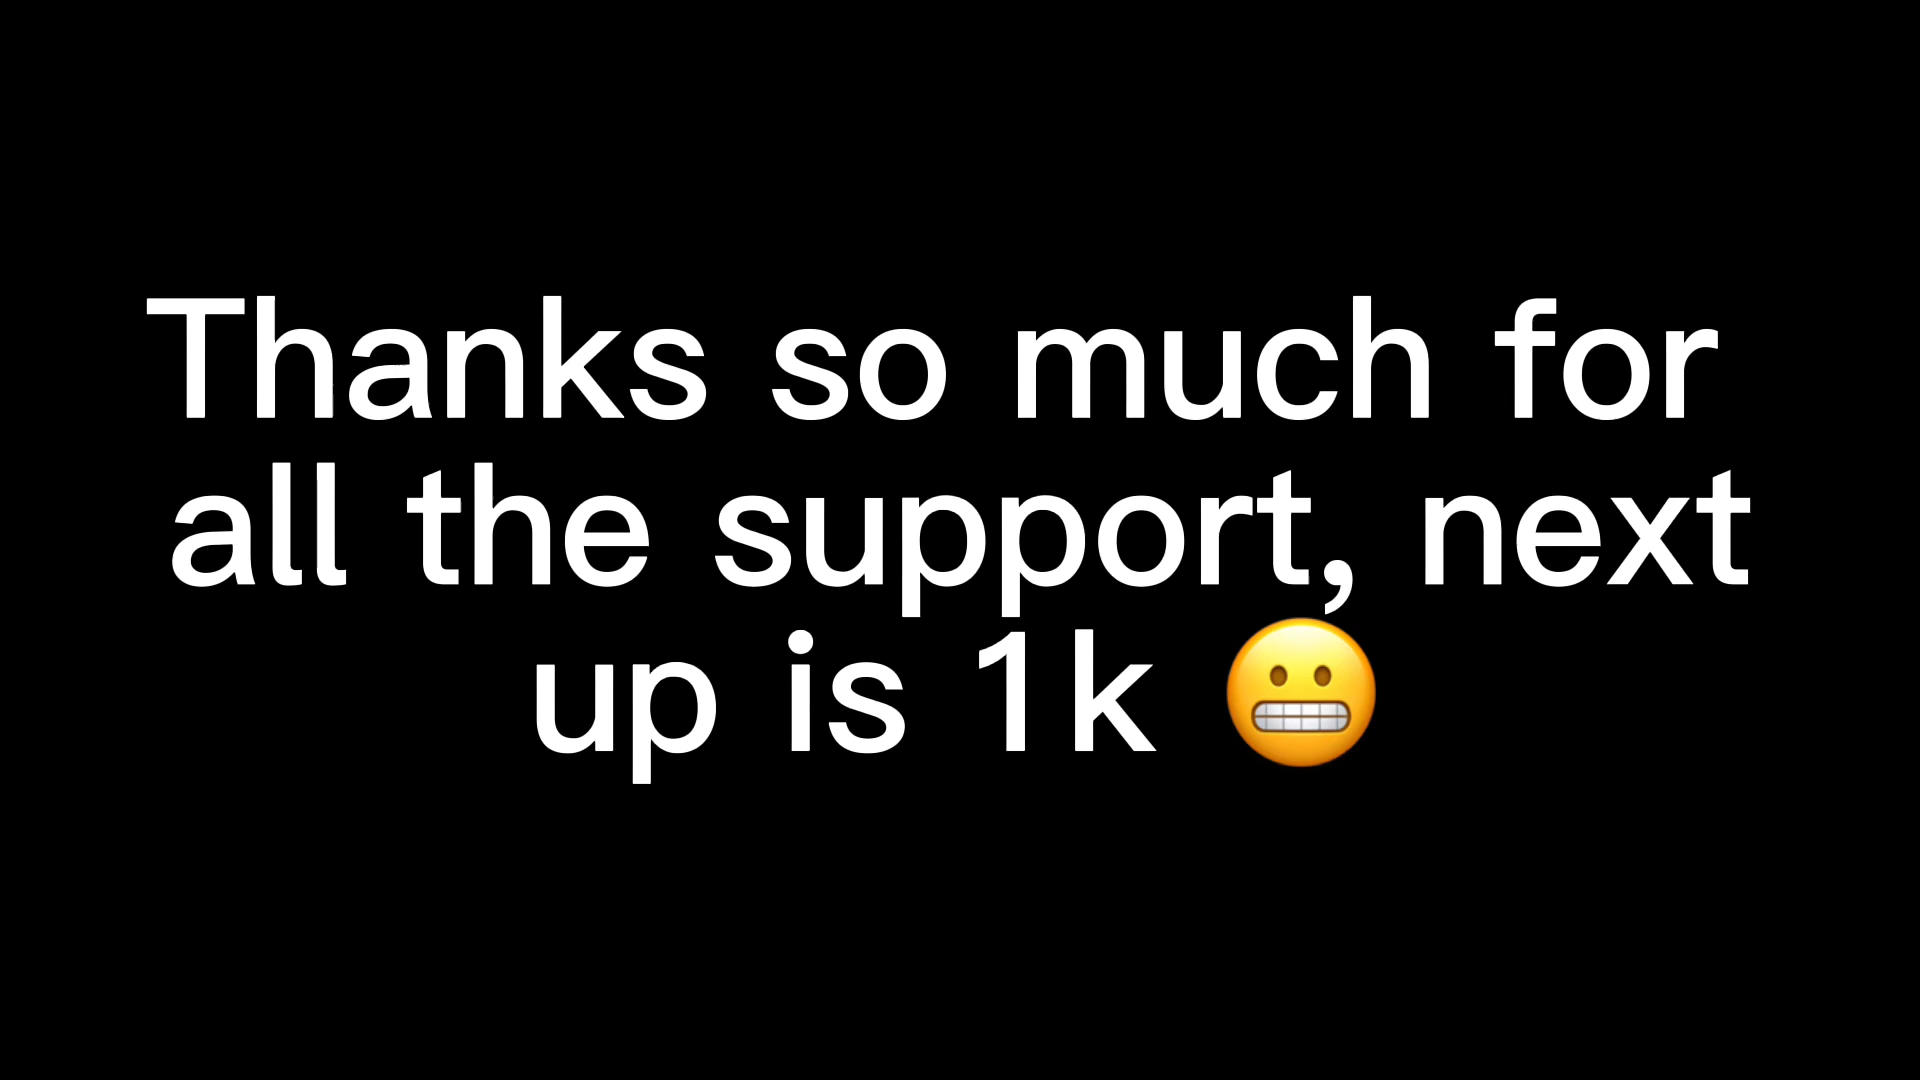 Thanks so much for
all the support, next
up is 1k 😬